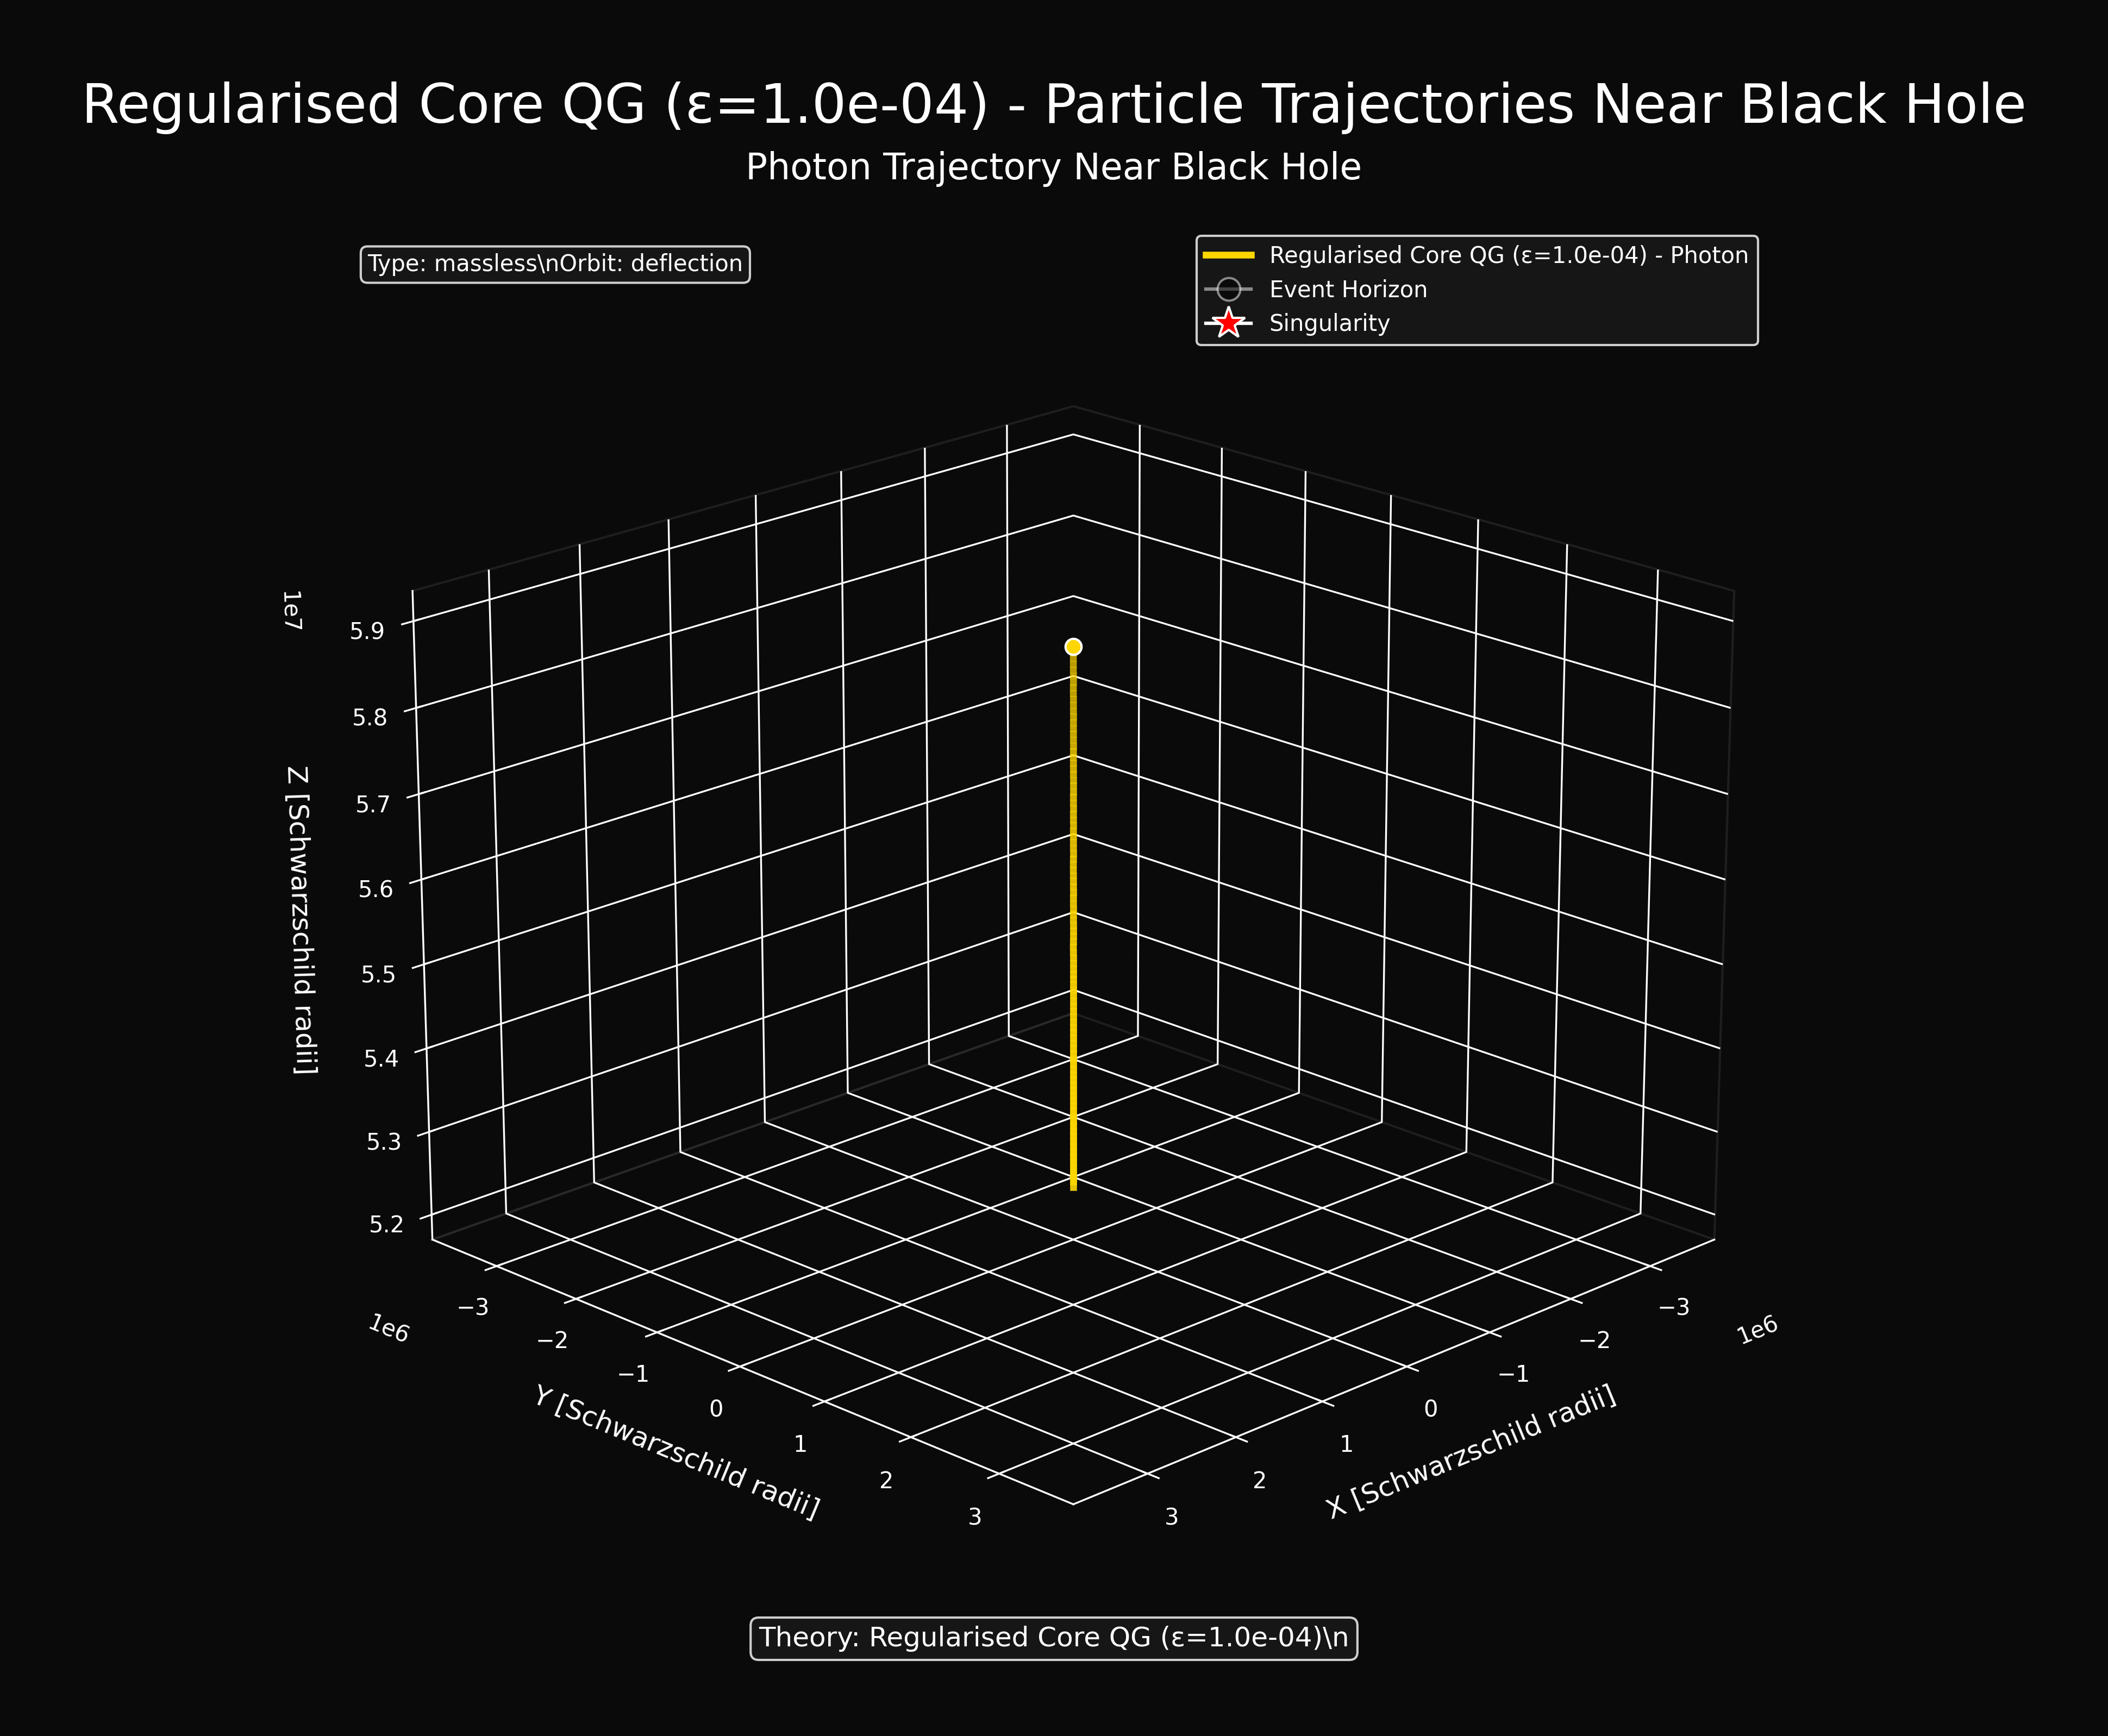 Regularised Core QG (ε=1.0e-04) - Particle Trajectories Near Black Hole
Photon Trajectory Near Black Hole
Type: massless\nOrbit: deflection
Regularised Core QG (ε=1.0e-04) - Photon
Event Horizon
Singularity
1e7
5.9
5.8
5.7
5.6
5.5
5.4
5.3
5.2
Z [Schwarzschild radii]
1e6
−3
−2
−1
0
1
2
3
Y [Schwarzschild radii]
3
2
1
0
−1
−2
−3
1e6
X [Schwarzschild radii]
Theory: Regularised Core QG (ε=1.0e-04)\n